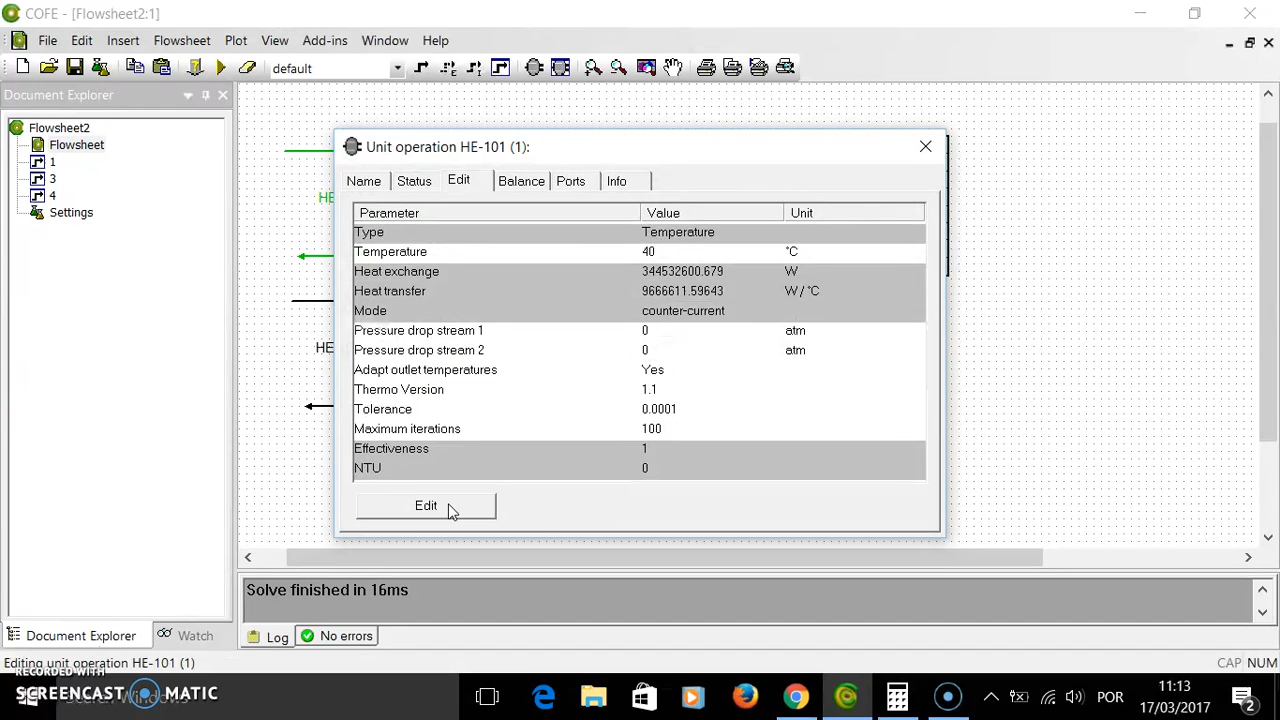 COFE - [Flowsheet2:1]
File Edit Insert Flowsheet Plot View Add-ins Window Help
default
Document Explorer
Flowsheet2
Flowsheet
1
3
4
Settings
HE
HE
Unit operation HE-101 (1):
Name Status Edit Balance Ports Info
Parameter Value Unit
Type Temperature
Temperature 40 °C
Heat exchange 344532600.679 W
Heat transfer 9666611.59643 W / °C
Mode counter-current
Pressure drop stream 1 0 atm
Pressure drop stream 2 0 atm
Adapt outlet temperatures Yes
Thermo Version 1.1
Tolerance 0.0001
Maximum iterations 100
Effectiveness 1
NTU 0
Edit
Solve finished in 16ms
Log No errors
Document Explorer Watch
Editing unit operation HE-101 (1)
CAP NUM
RECORDED WITH
SCREENCAST MATIC
POR
11:13
17/03/2017
2